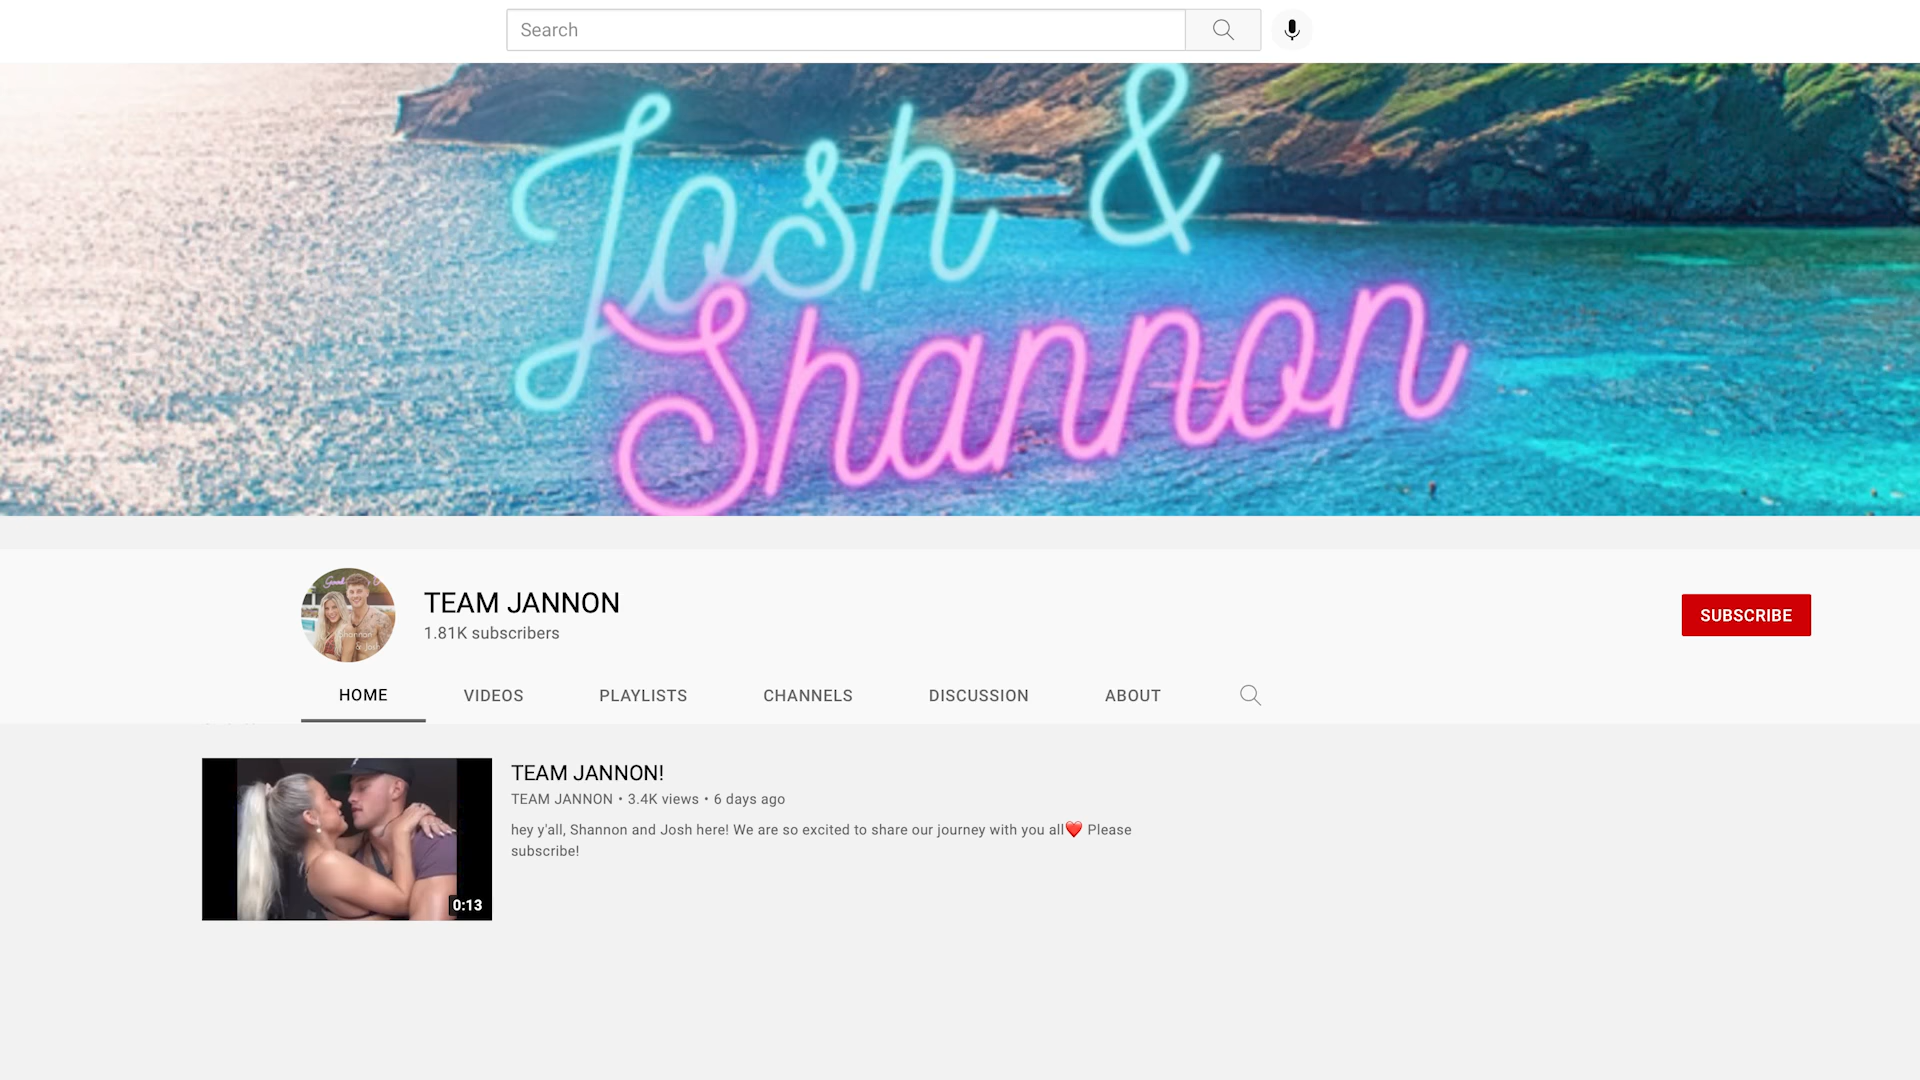 Search
Josh &
Shannon
TEAM JANNON
1.81K subscribers
SUBSCRIBE
HOME VIDEOS PLAYLISTS CHANNELS DISCUSSION ABOUT
TEAM JANNON!
TEAM JANNON • 3.4K views • 6 days ago
hey y'all, Shannon and Josh here! We are so excited to share our journey with you all❤️ Please
subscribe!
0:13